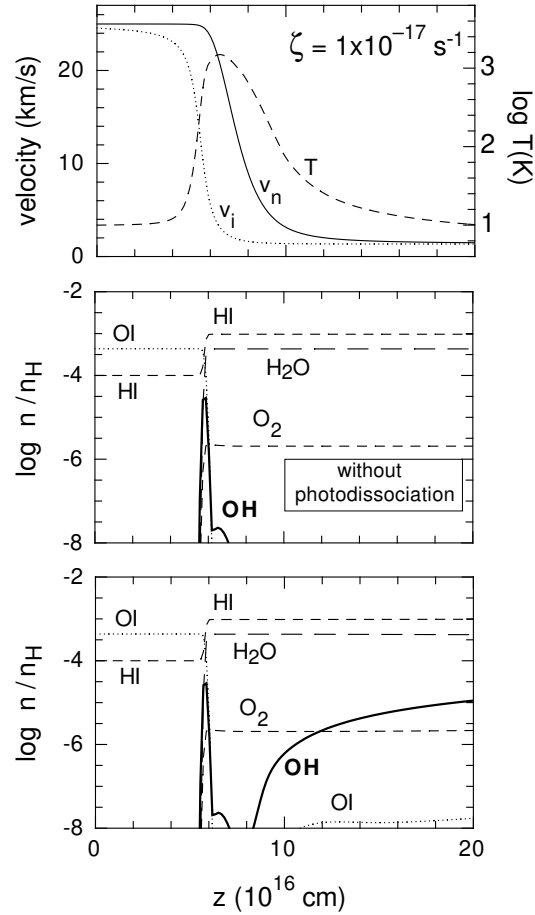 ζ = 1x10⁻¹⁷ s⁻¹
velocity (km/s)
20
10
0
log T(K)
3
2
1
T
vₙ
vᵢ
-2
-4
-6
-8
log n/n_H
HI
OI
H₂O
HI
O₂
without
photodissociation
OH
-2
-4
-6
-8
log n/n_H
HI
OI
H₂O
HI
O₂
OH
OI
0 10 20
z (10¹⁶ cm)